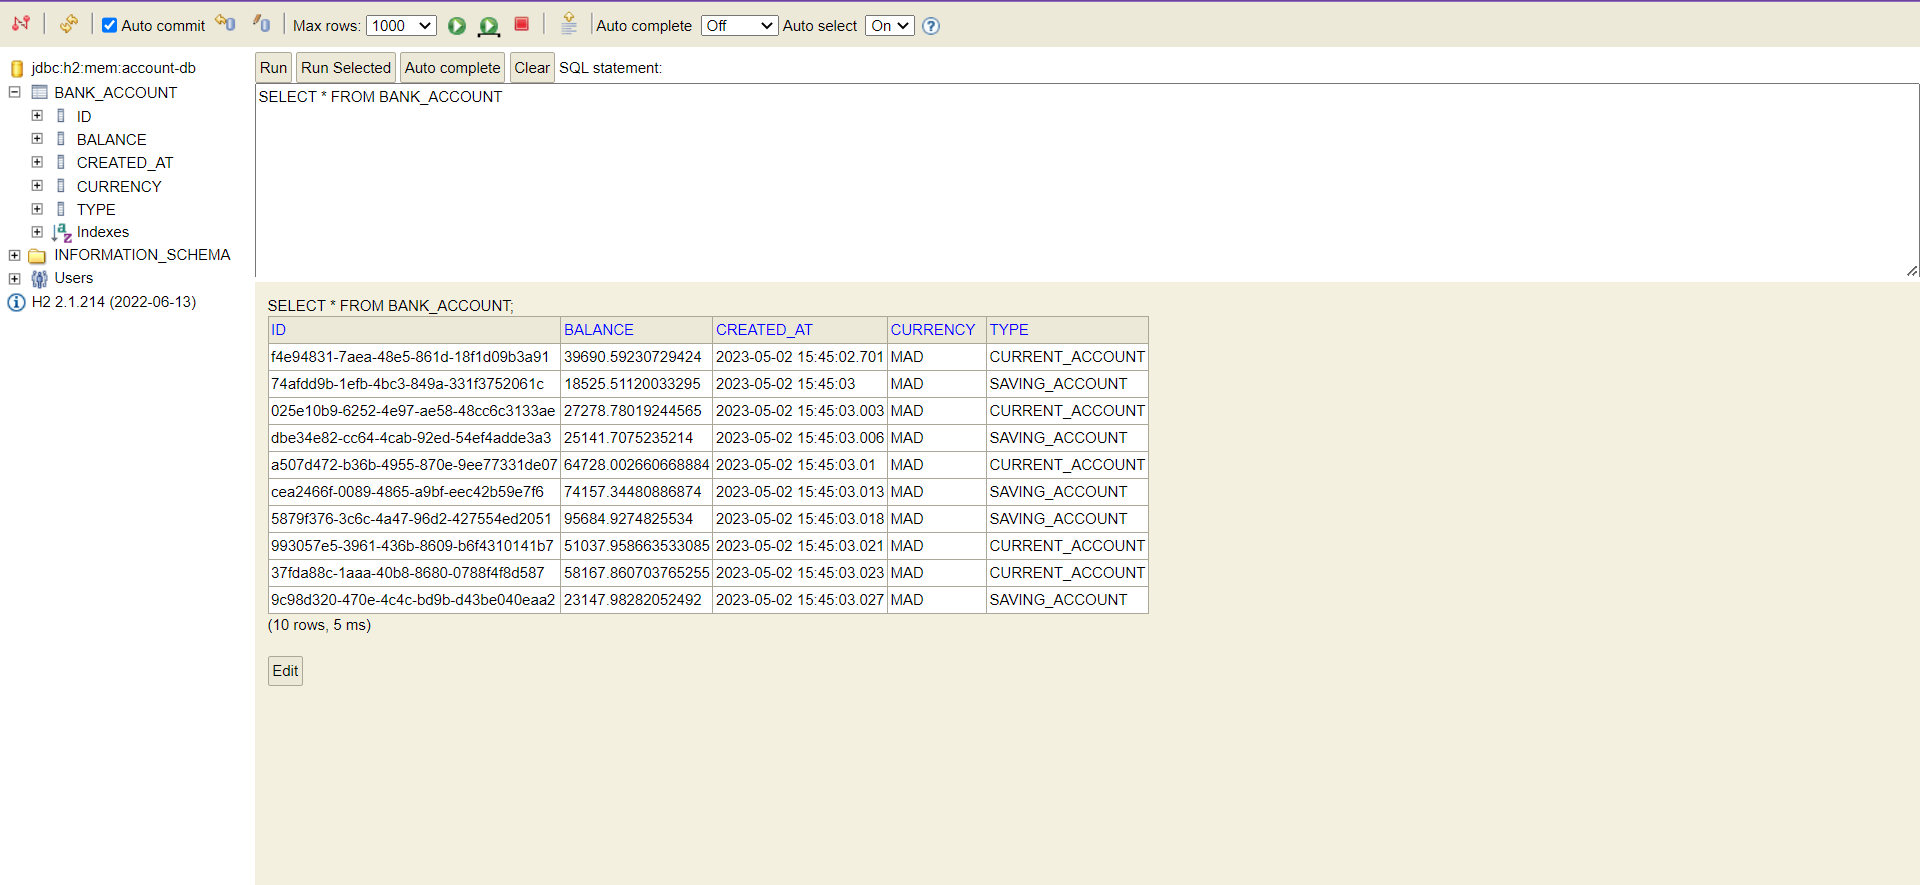 Auto commit Max rows: 1000 Auto complete Off Auto select On ?
jdbc:h2:mem:account-db
BANK_ACCOUNT
ID
BALANCE
CREATED_AT
CURRENCY
TYPE
Indexes
INFORMATION_SCHEMA
Users
H2 2.1.214 (2022-06-13)
Run Run Selected Auto complete Clear SQL statement:
SELECT * FROM BANK_ACCOUNT
SELECT * FROM BANK_ACCOUNT;
ID BALANCE CREATED_AT CURRENCY TYPE
f4e94831-7aea-48e5-861d-18f1d09b3a91 39690.59230729424 2023-05-02 15:45:02.701 MAD CURRENT_ACCOUNT
74afdd9b-1efb-4bc3-849a-331f3752061c 18525.51120033295 2023-05-02 15:45:03 MAD SAVING_ACCOUNT
025e10b9-6252-4e97-ae58-48cc6c3133ae 27278.78019244565 2023-05-02 15:45:03.003 MAD CURRENT_ACCOUNT
dbe34e82-cc64-4cab-92ed-54ef4adde3a3 25141.7075235214 2023-05-02 15:45:03.006 MAD SAVING_ACCOUNT
a507d472-b36b-4955-870e-9ee77331de07 64728.002660668884 2023-05-02 15:45:03.01 MAD CURRENT_ACCOUNT
cea2466f-0089-4865-a9bf-eec42b59e7f6 74157.34480886874 2023-05-02 15:45:03.013 MAD SAVING_ACCOUNT
5879f376-3c6c-4a47-96d2-427554ed2051 95684.9274825534 2023-05-02 15:45:03.018 MAD SAVING_ACCOUNT
993057e5-3961-436b-8609-b6f4310141b7 51037.958663533085 2023-05-02 15:45:03.021 MAD CURRENT_ACCOUNT
37fda88c-1aaa-40b8-8680-0788f4f8d587 58167.860703765255 2023-05-02 15:45:03.023 MAD CURRENT_ACCOUNT
9c98d320-470e-4c4c-bd9b-d43be040eaa2 23147.98282052492 2023-05-02 15:45:03.027 MAD SAVING_ACCOUNT
(10 rows, 5 ms)
Edit